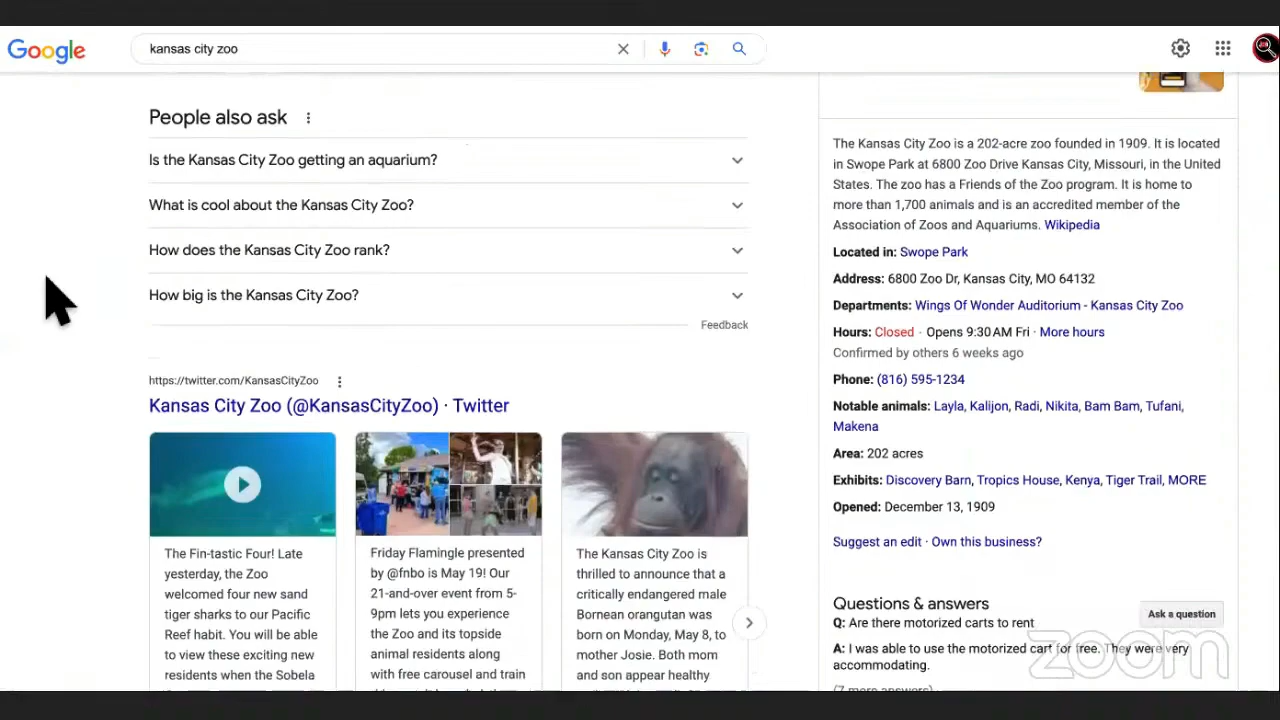 Google
kansas city zoo
People also ask
Is the Kansas City Zoo getting an aquarium?
What is cool about the Kansas City Zoo?
How does the Kansas City Zoo rank?
How big is the Kansas City Zoo?
Feedback
https://twitter.com/KansasCityZoo
Kansas City Zoo (@KansasCityZoo) · Twitter
The Fin-tastic Four! Late
yesterday, the Zoo
welcomed four new sand
tiger sharks to our Pacific
Reef habit. You will be able
to view these exciting new
residents when the Sobela
Friday Flamingle presented
by @fnbo is May 19! Our
21-and-over event from 5-
9pm lets you experience
the Zoo and its topside
animal residents along
with free carousel and train
The Kansas City Zoo is
thrilled to announce that a
critically endangered male
Bornean orangutan was
born on Monday, May 8, to
mother Josie. Both mom
and son appear healthy
The Kansas City Zoo is a 202-acre zoo founded in 1909. It is located
in Swope Park at 6800 Zoo Drive Kansas City, Missouri, in the United
States. The zoo has a Friends of the Zoo program. It is home to
more than 1,700 animals and is an accredited member of the
Association of Zoos and Aquariums. Wikipedia
Located in: Swope Park
Address: 6800 Zoo Dr, Kansas City, MO 64132
Departments: Wings Of Wonder Auditorium - Kansas City Zoo
Hours: Closed · Opens 9:30 AM Fri · More hours
Confirmed by others 6 weeks ago
Phone: (816) 595-1234
Notable animals: Layla, Kalijon, Radi, Nikita, Bam Bam, Tufani,
Makena
Area: 202 acres
Exhibits: Discovery Barn, Tropics House, Kenya, Tiger Trail, MORE
Opened: December 13, 1909
Suggest an edit · Own this business?
Questions & answers
Ask a question
Q: Are there motorized carts to rent
A: I was able to use the motorized cart for free. They were very
accommodating.
(7 more answers)
zoom